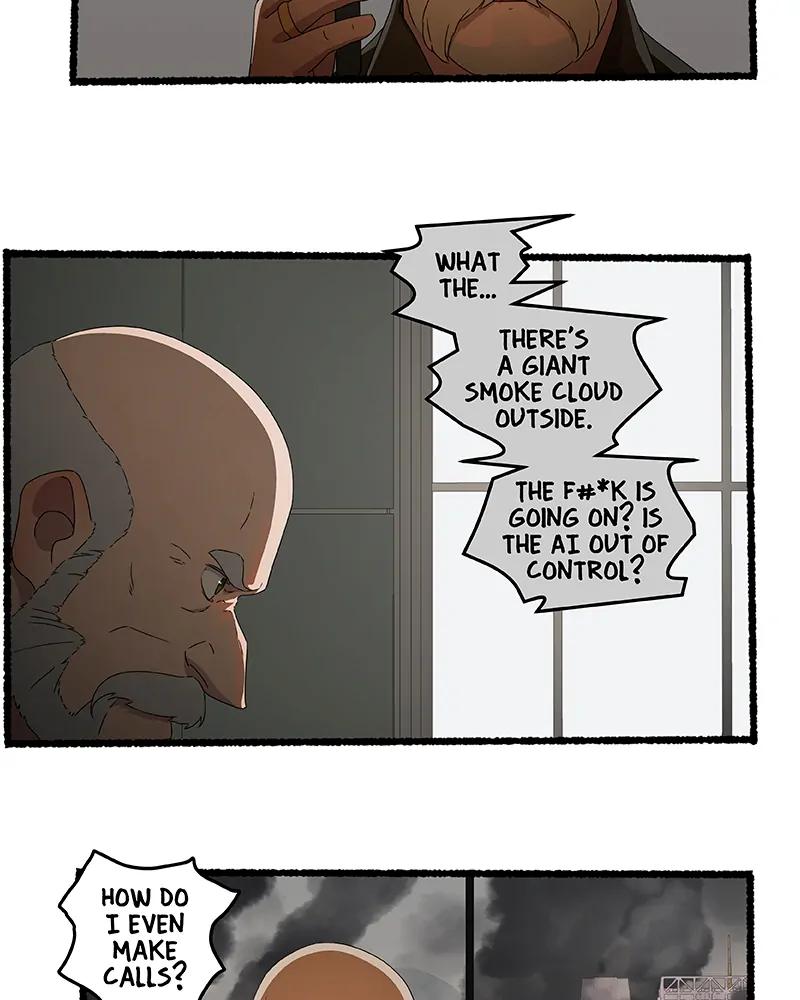 WHAT
THE...
THERE'S
A GIANT
SMOKE CLOUD
OUTSIDE.
THE F#*K IS
GOING ON? IS
THE AI OUT OF
CONTROL?
HOW DO
I EVEN
MAKE
CALLS?